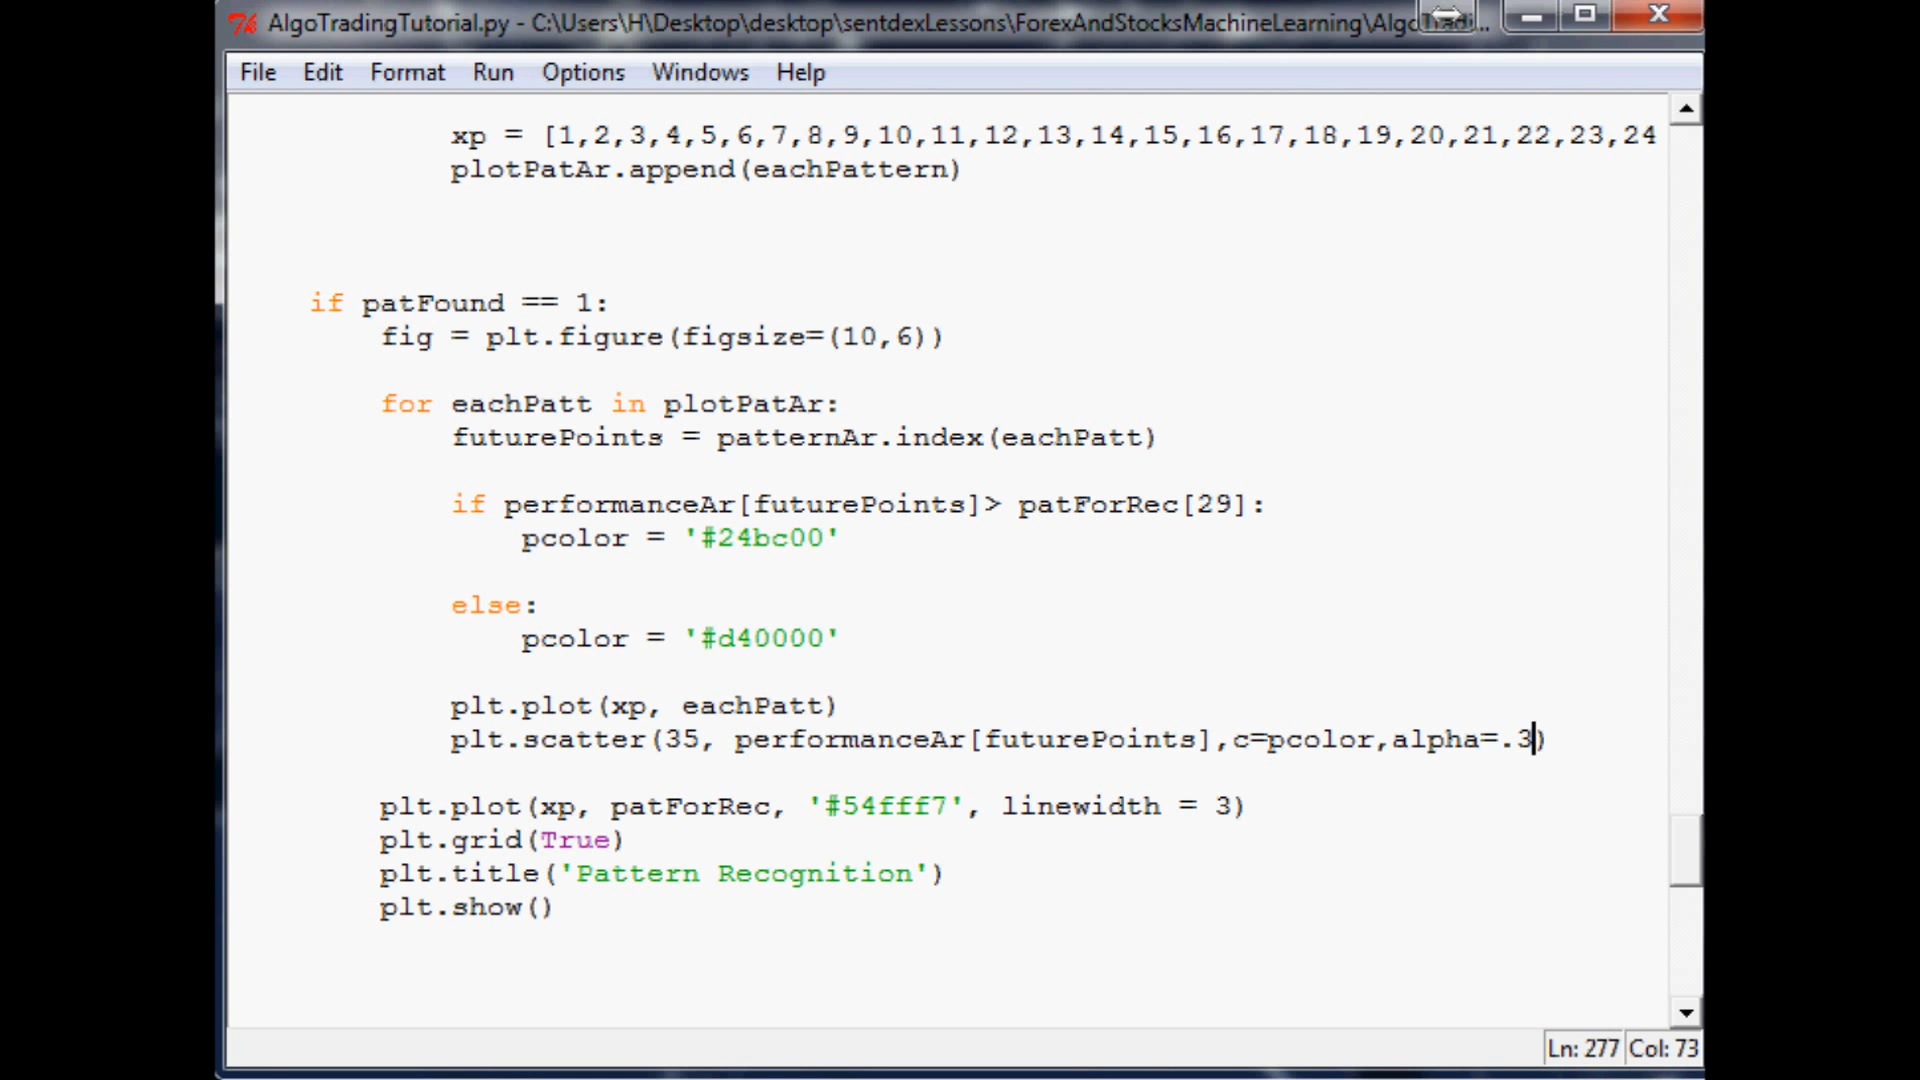 AlgoTradingTutorial.py - C:\Users\H\Desktop\desktop\sentdexLessons\ForexAndStocksMachineLearning\AlgoTradi...
File Edit Format Run Options Windows Help
xp = [1,2,3,4,5,6,7,8,9,10,11,12,13,14,15,16,17,18,19,20,21,22,23,24
plotPatAr.append(eachPattern)
if patFound == 1:
fig = plt.figure(figsize=(10,6))
for eachPatt in plotPatAr:
futurePoints = patternAr.index(eachPatt)
if performanceAr[futurePoints]> patForRec[29]:
pcolor = '#24bc00'
else:
pcolor = '#d40000'
plt.plot(xp, eachPatt)
plt.scatter(35, performanceAr[futurePoints],c=pcolor,alpha=.3)
plt.plot(xp, patForRec, '#54fff7', linewidth = 3)
plt.grid(True)
plt.title('Pattern Recognition')
plt.show()
Ln: 277 Col: 73